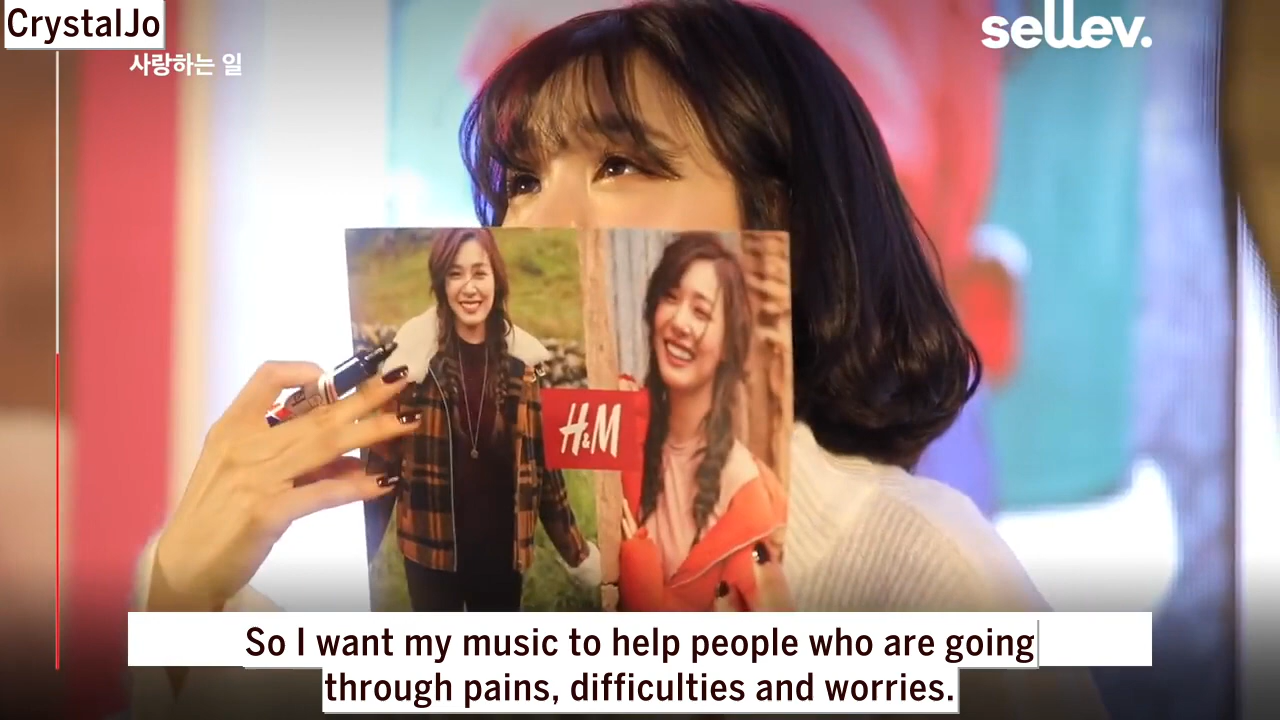 CrystalJo
sellev.
사랑하는 일
H&M
So I want my music to help people who are going
through pains, difficulties and worries.